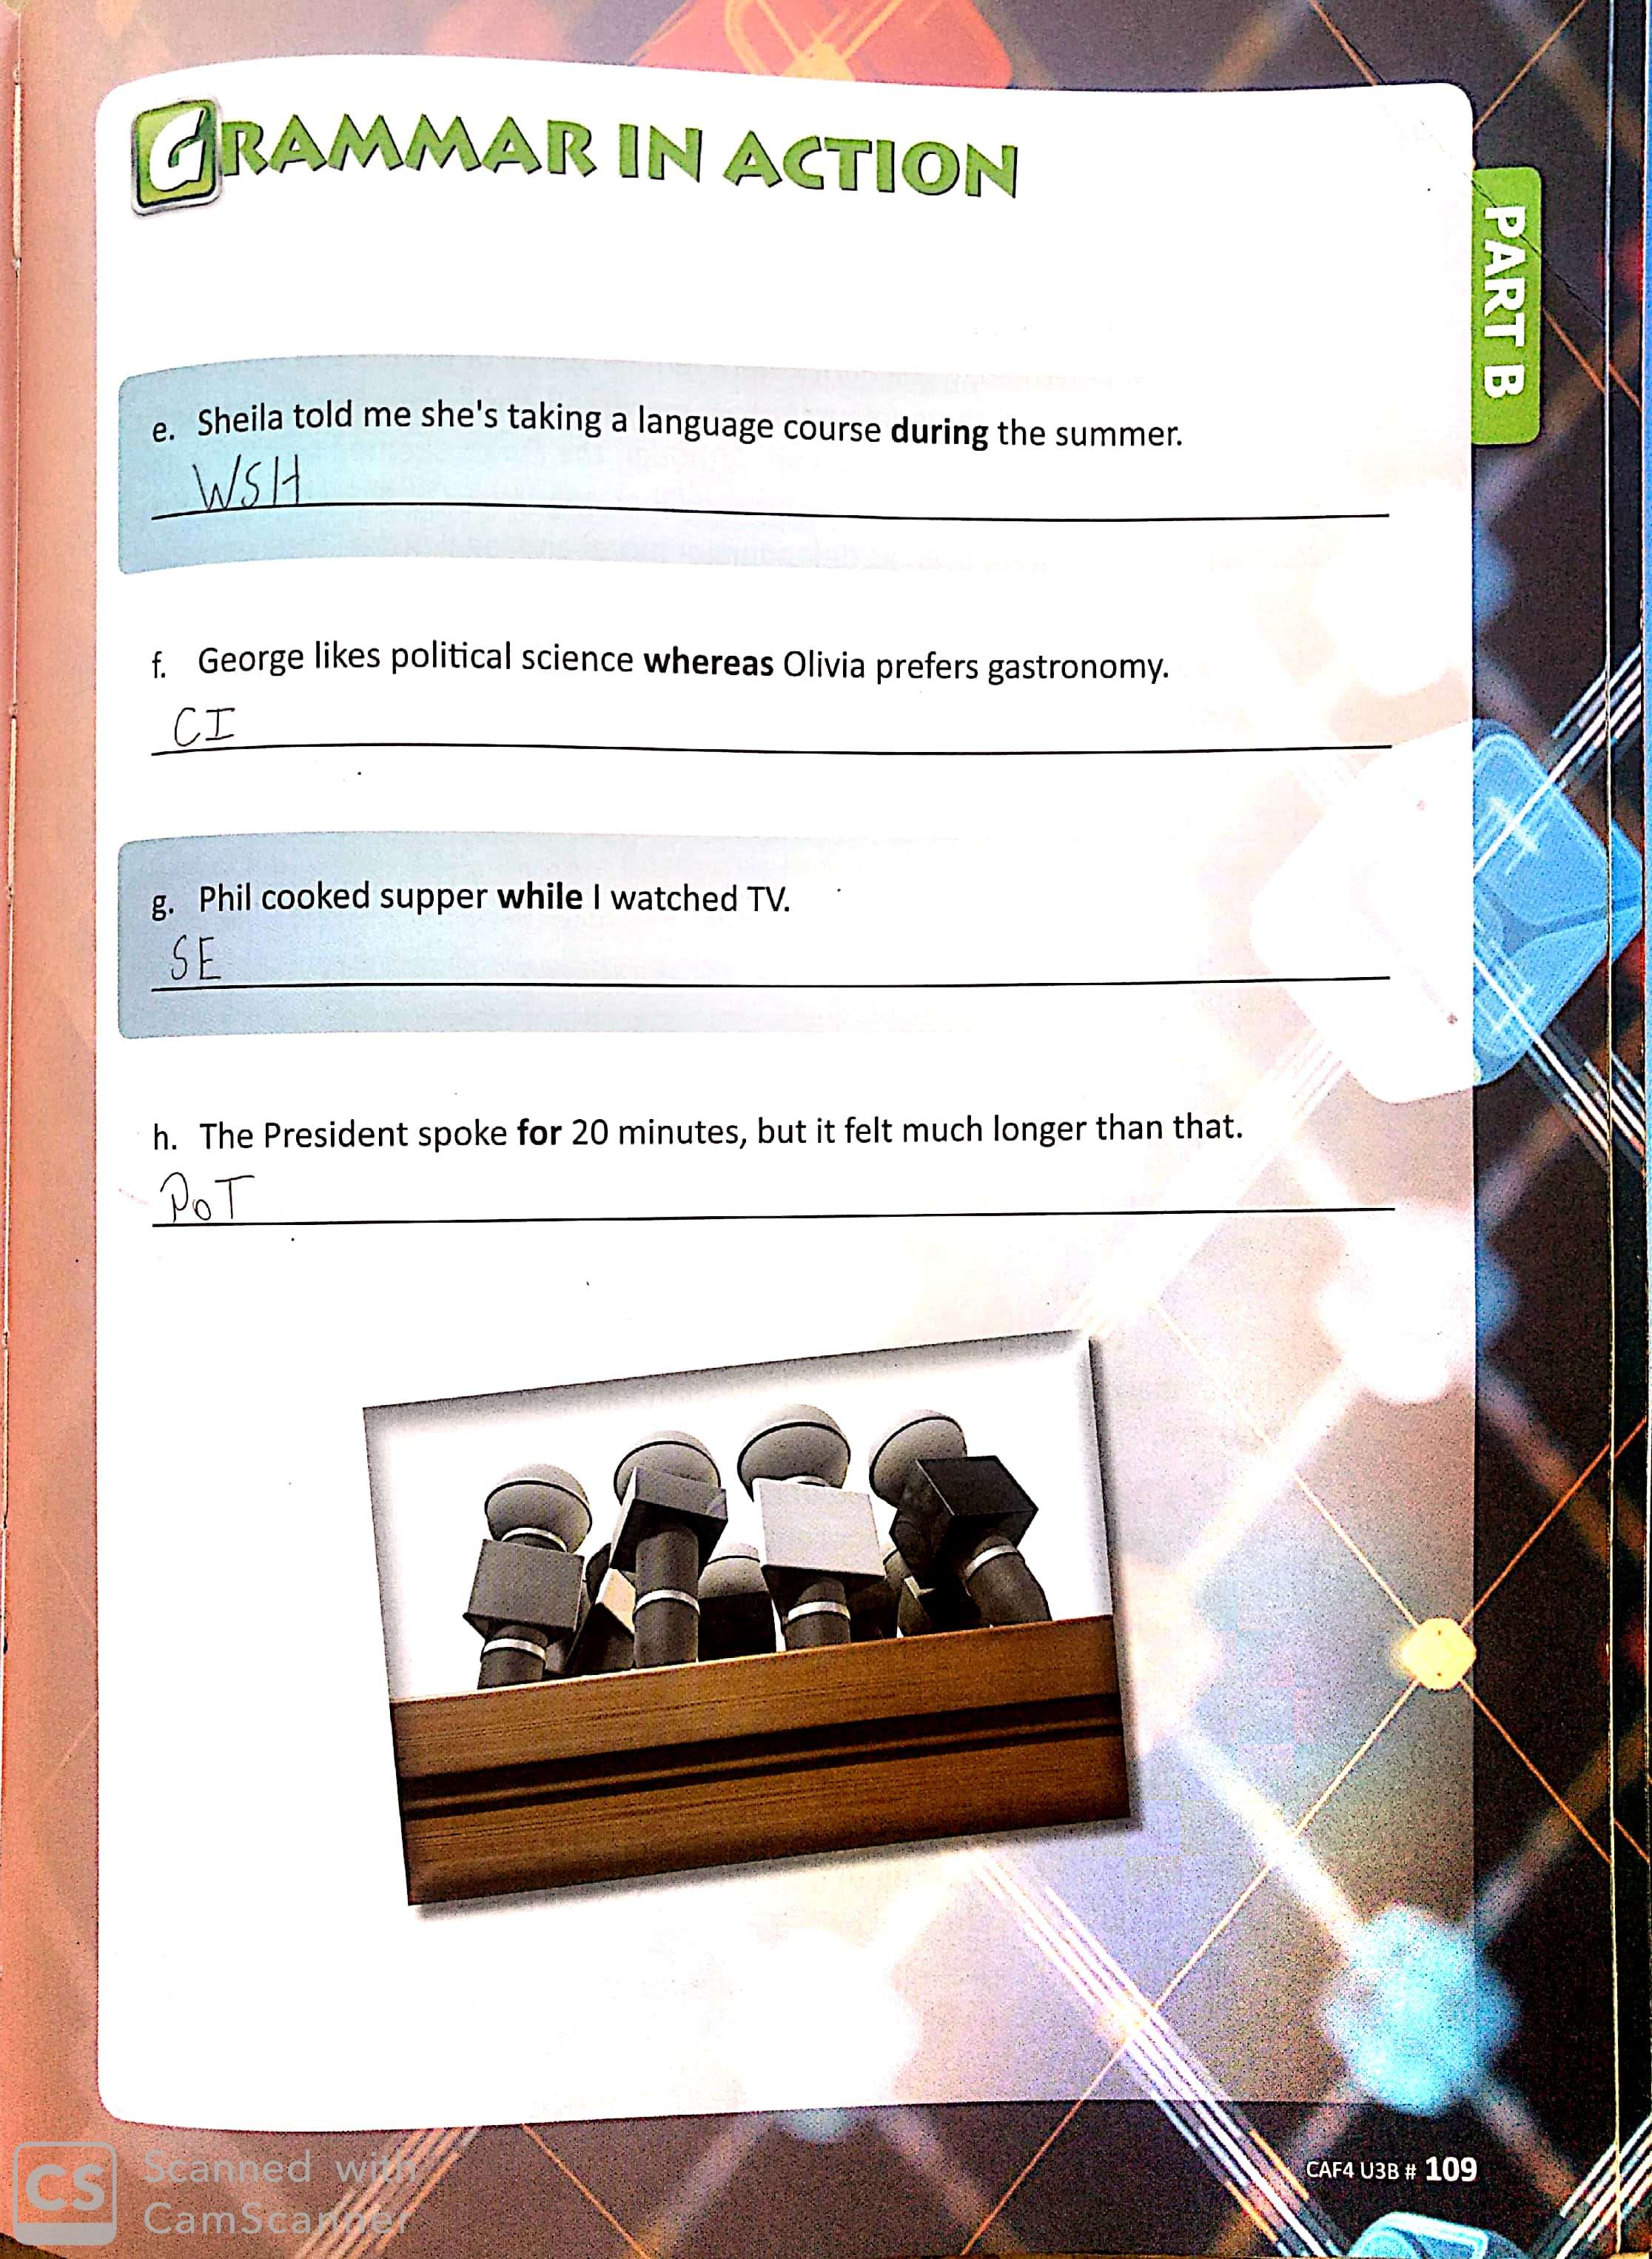 GRAMMAR IN ACTION
PART B
e. Sheila told me she's taking a language course during the summer.
WSH
f. George likes political science whereas Olivia prefers gastronomy.
CI
g. Phil cooked supper while I watched TV.
SE
h. The President spoke for 20 minutes, but it felt much longer than that.
PoT
CAF4 U3B # 109
CS
Scanned with
CamScanner